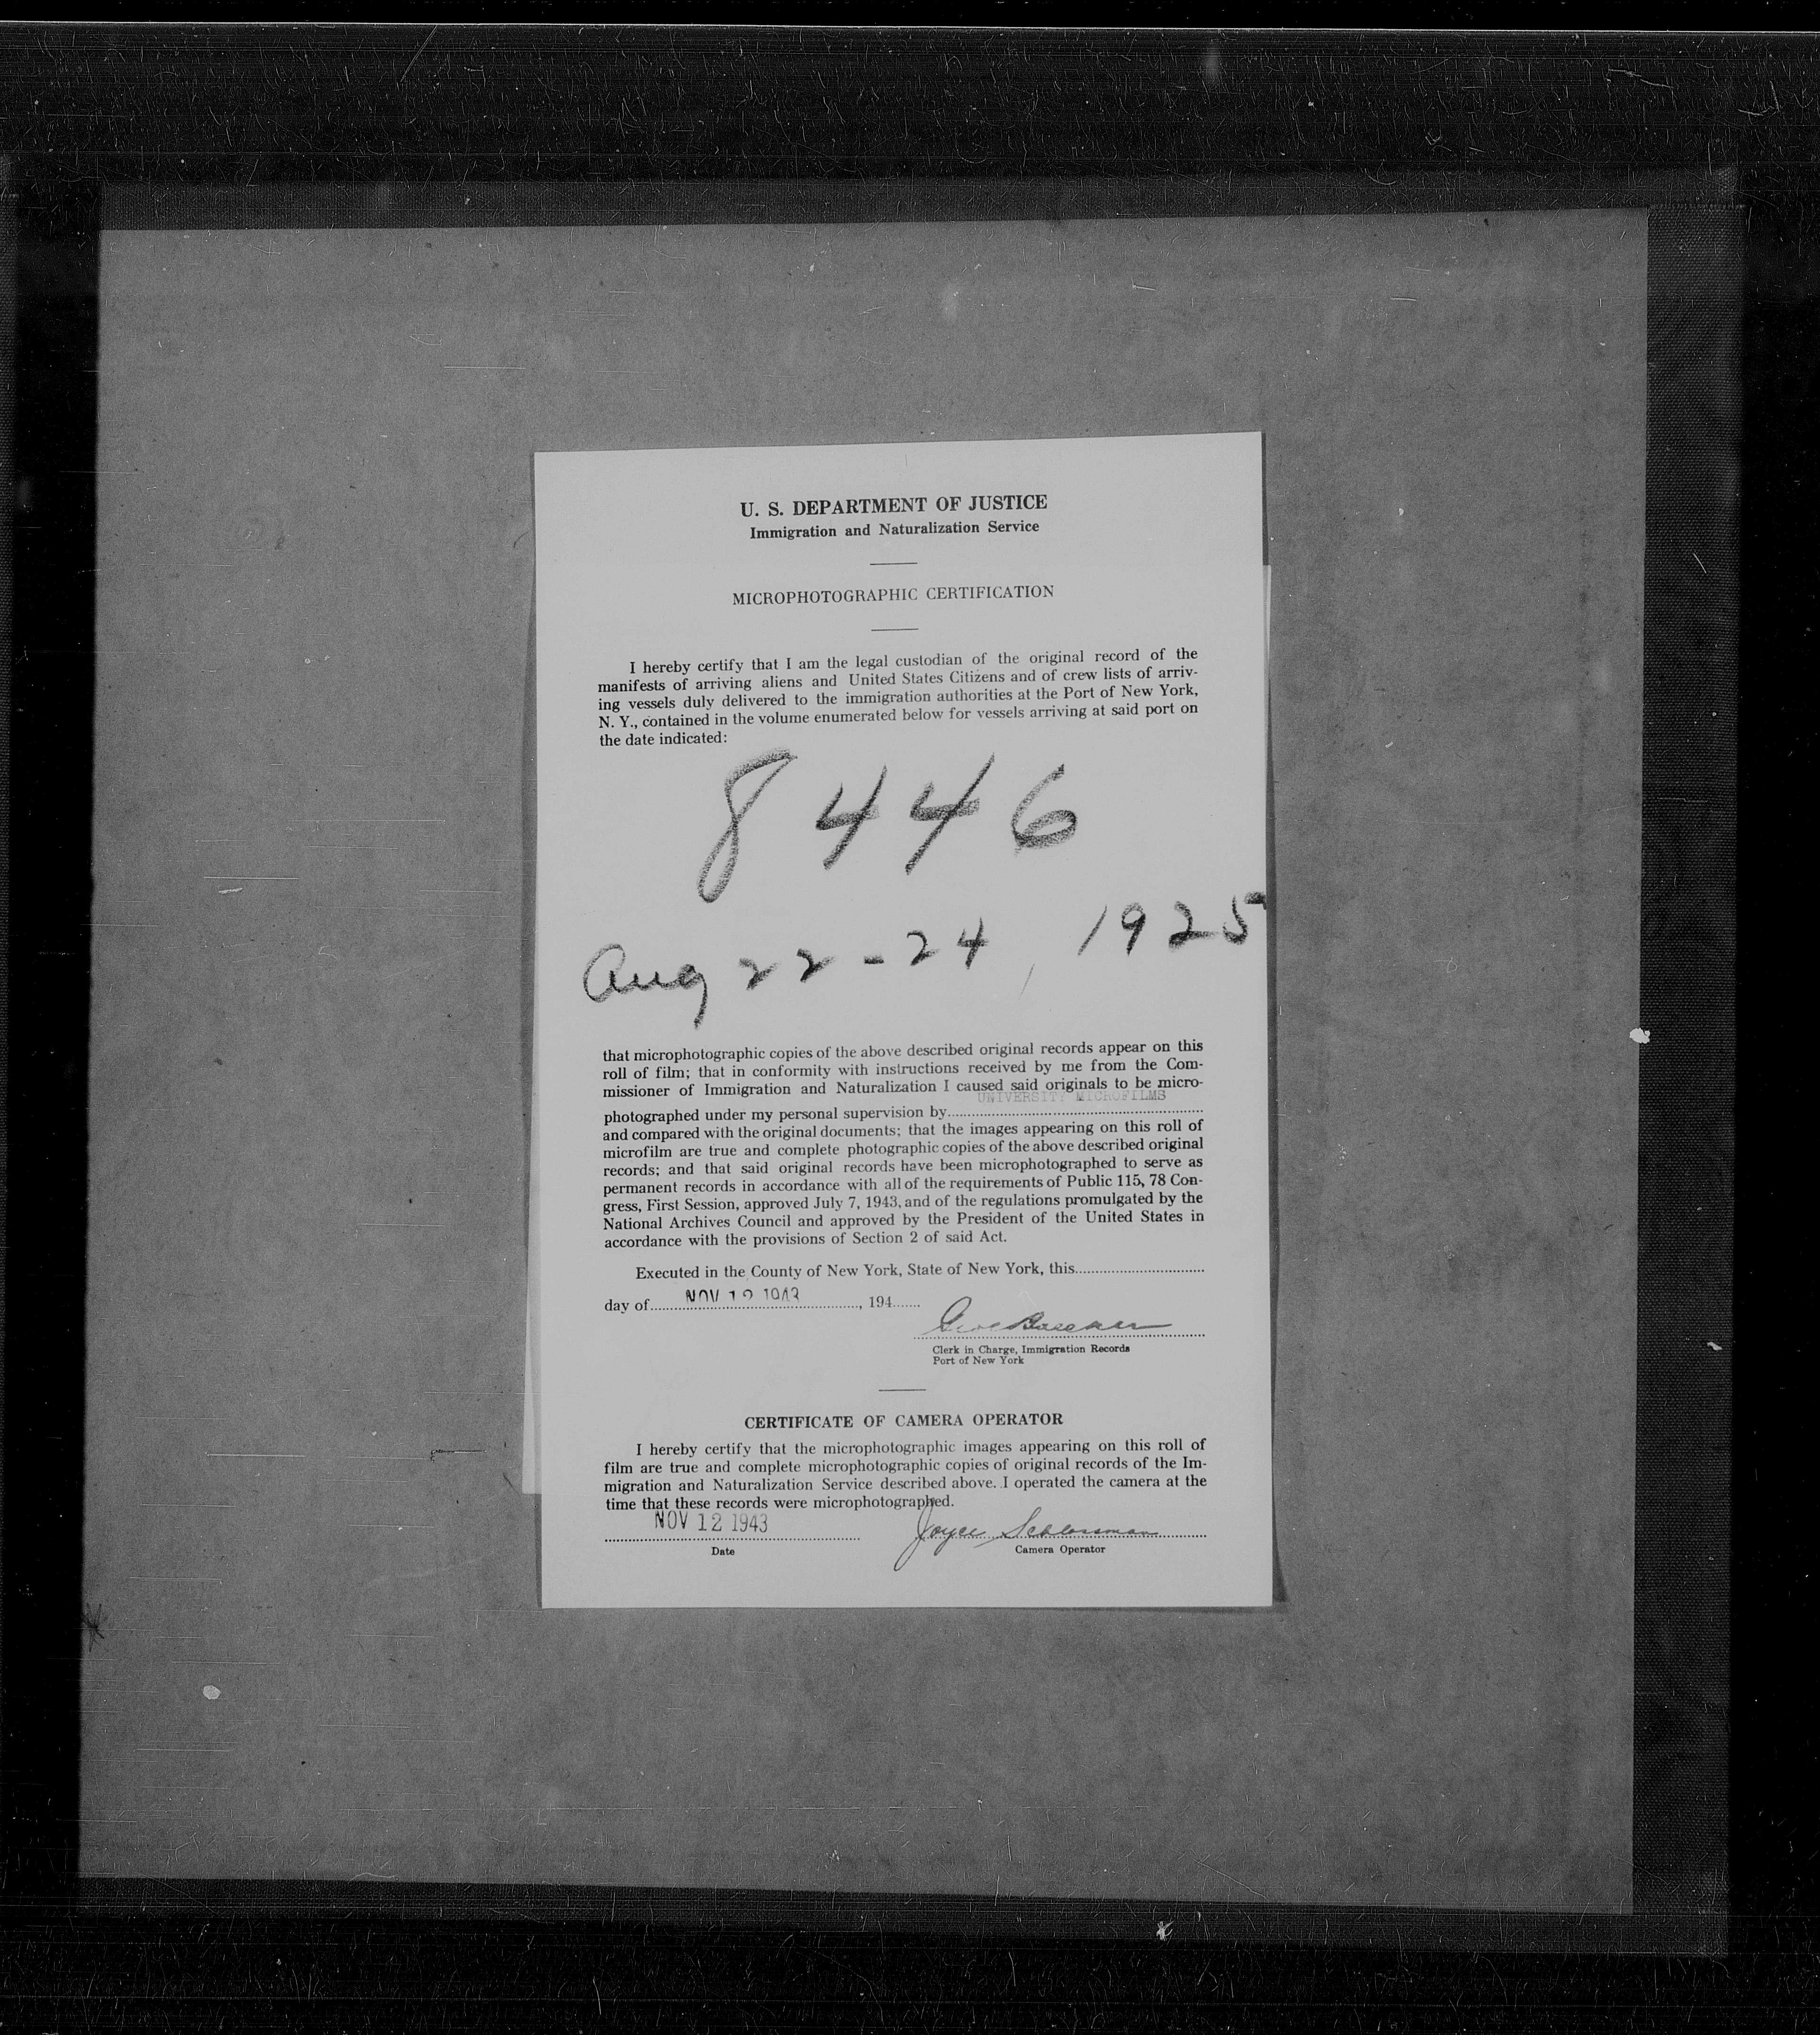 U. S. DEPARTMENT OF JUSTICE
Immigration and Naturalization Service
MICROPHOTOGRAPHIC CERTIFICATION
I hereby certify that I am the legal custodian of the original record of the
manifests of arriving aliens and United States Citizens and of crew lists of arriv-
ing vessels duly delivered to the immigration authorities at the Port of New York,
N. Y., contained in the volume enumerated below for vessels arriving at said port on
the date indicated:
8446
Aug 22-24, 1925
that microphotographic copies of the above described original records appear on this
roll of film; that in conformity with instructions received by me from the Com-
missioner of Immigration and Naturalization I caused said originals to be micro-
UNIVERSITY MICROFILMS
photographed under my personal supervision by
and compared with the original documents; that the images appearing on this roll of
microfilm are true and complete photographic copies of the above described original
records; and that said original records have been microphotographed to serve as
permanent records in accordance with all of the requirements of Public 115, 78 Con-
gress, First Session, approved July 7, 1943, and of the regulations promulgated by the
National Archives Council and approved by the President of the United States in
accordance with the provisions of Section 2 of said Act.
Executed in the County of New York, State of New York, this
day of NOV 12 1943, 194
Clerk in Charge, Immigration Records
Port of New York
CERTIFICATE OF CAMERA OPERATOR
I hereby certify that the microphotographic images appearing on this roll of
film are true and complete microphotographic copies of original records of the Im-
migration and Naturalization Service described above. I operated the camera at the
time that these records were microphotographed.
NOV 12 1943 Joyce Schlossman
Date Camera Operator